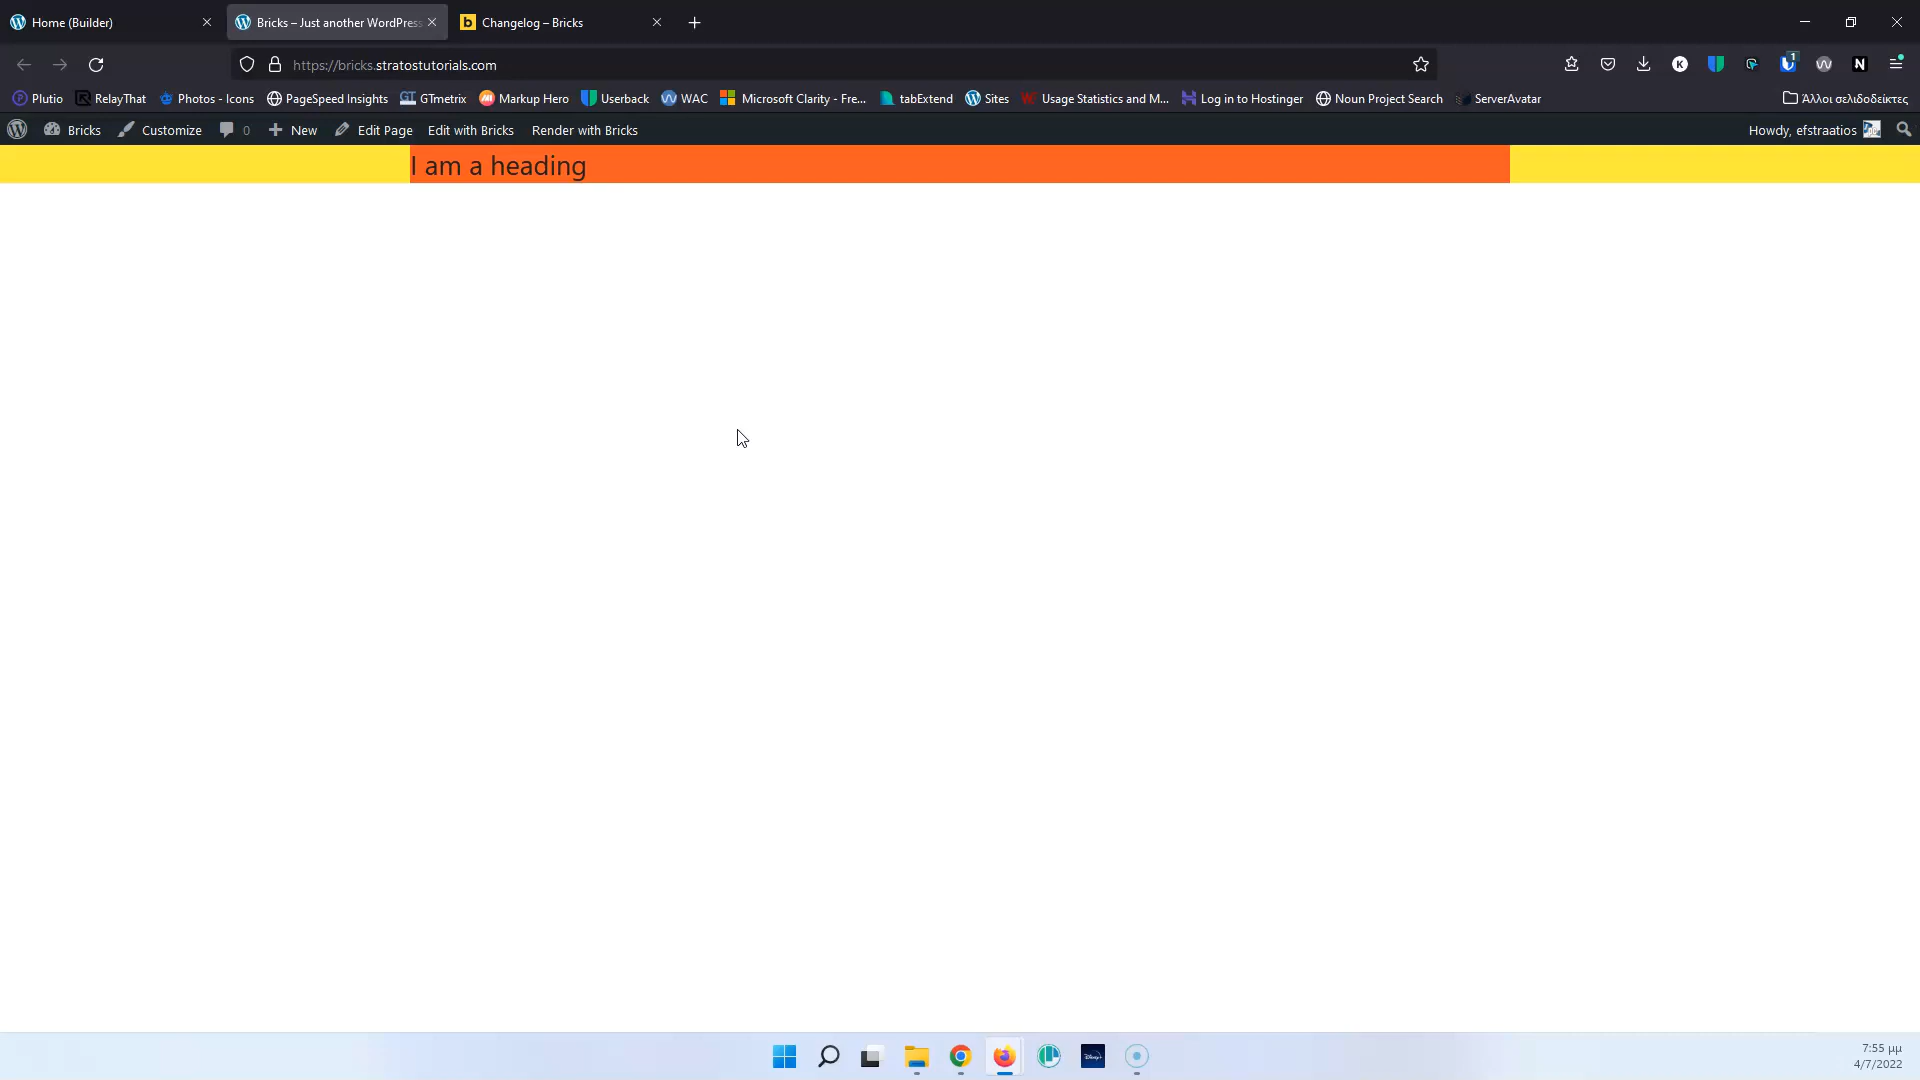 Home (Builder)
Bricks – Just another WordPress
Changelog – Bricks
https://bricks.stratostutorials.com
1
Plutio
RelayThat
Photos - Icons
PageSpeed Insights
GTmetrix
Markup Hero
Userback
WAC
Microsoft Clarity - Fre...
tabExtend
Sites
Usage Statistics and M...
Log in to Hostinger
Noun Project Search
ServerAvatar
Άλλοι σελιδοδείκτες
Bricks
Customize
0
New
Edit Page
Edit with Bricks
Render with Bricks
Howdy, efstraatios
I am a heading
Disney+
7:55 μμ
4/7/2022